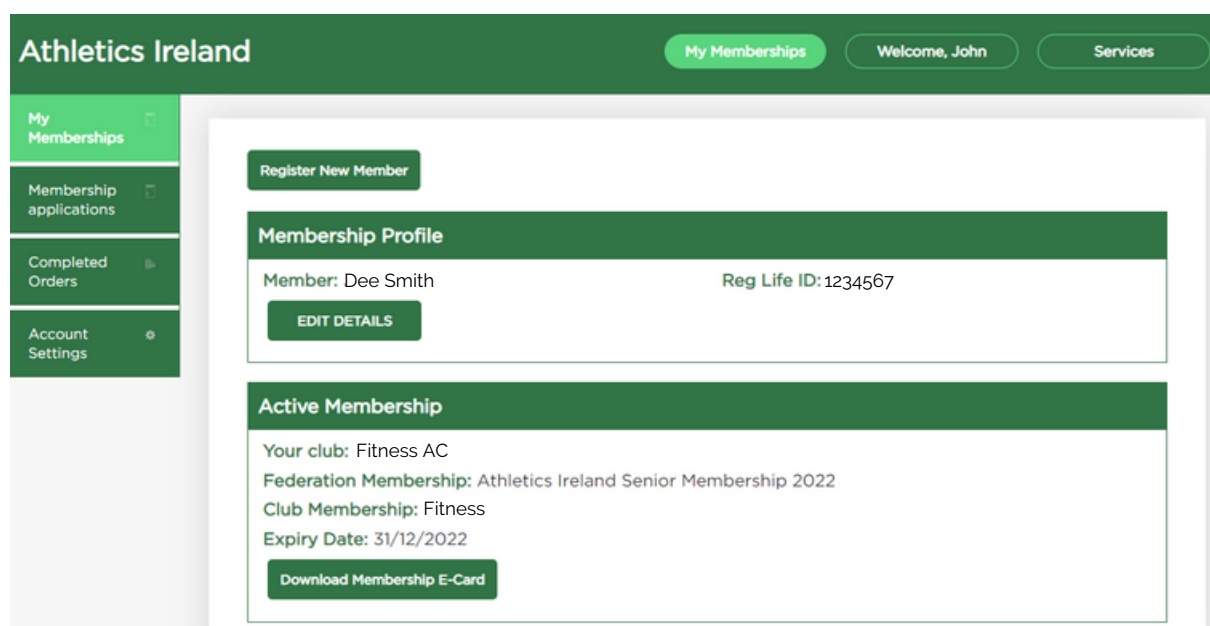 Athletics Ireland
My Memberships
Welcome, John
Services
My
Memberships
Membership
applications
Completed
Orders
Account
Settings
Register New Member
Membership Profile
Member: Dee Smith
Reg Life ID: 1234567
EDIT DETAILS
Active Membership
Your club: Fitness AC
Federation Membership: Athletics Ireland Senior Membership 2022
Club Membership: Fitness
Expiry Date: 31/12/2022
Download Membership E-Card